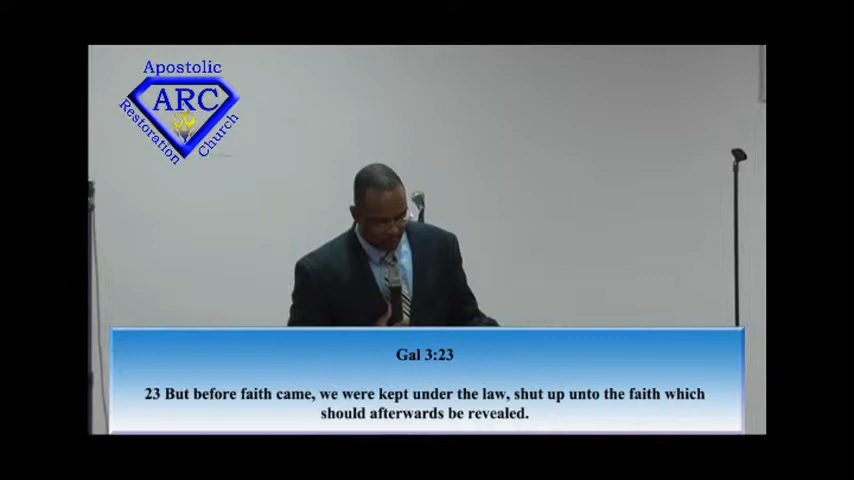 Apostolic
ARC
Restoration
Church
Gal 3:23
23 But before faith came, we were kept under the law, shut up unto the faith which
should afterwards be revealed.